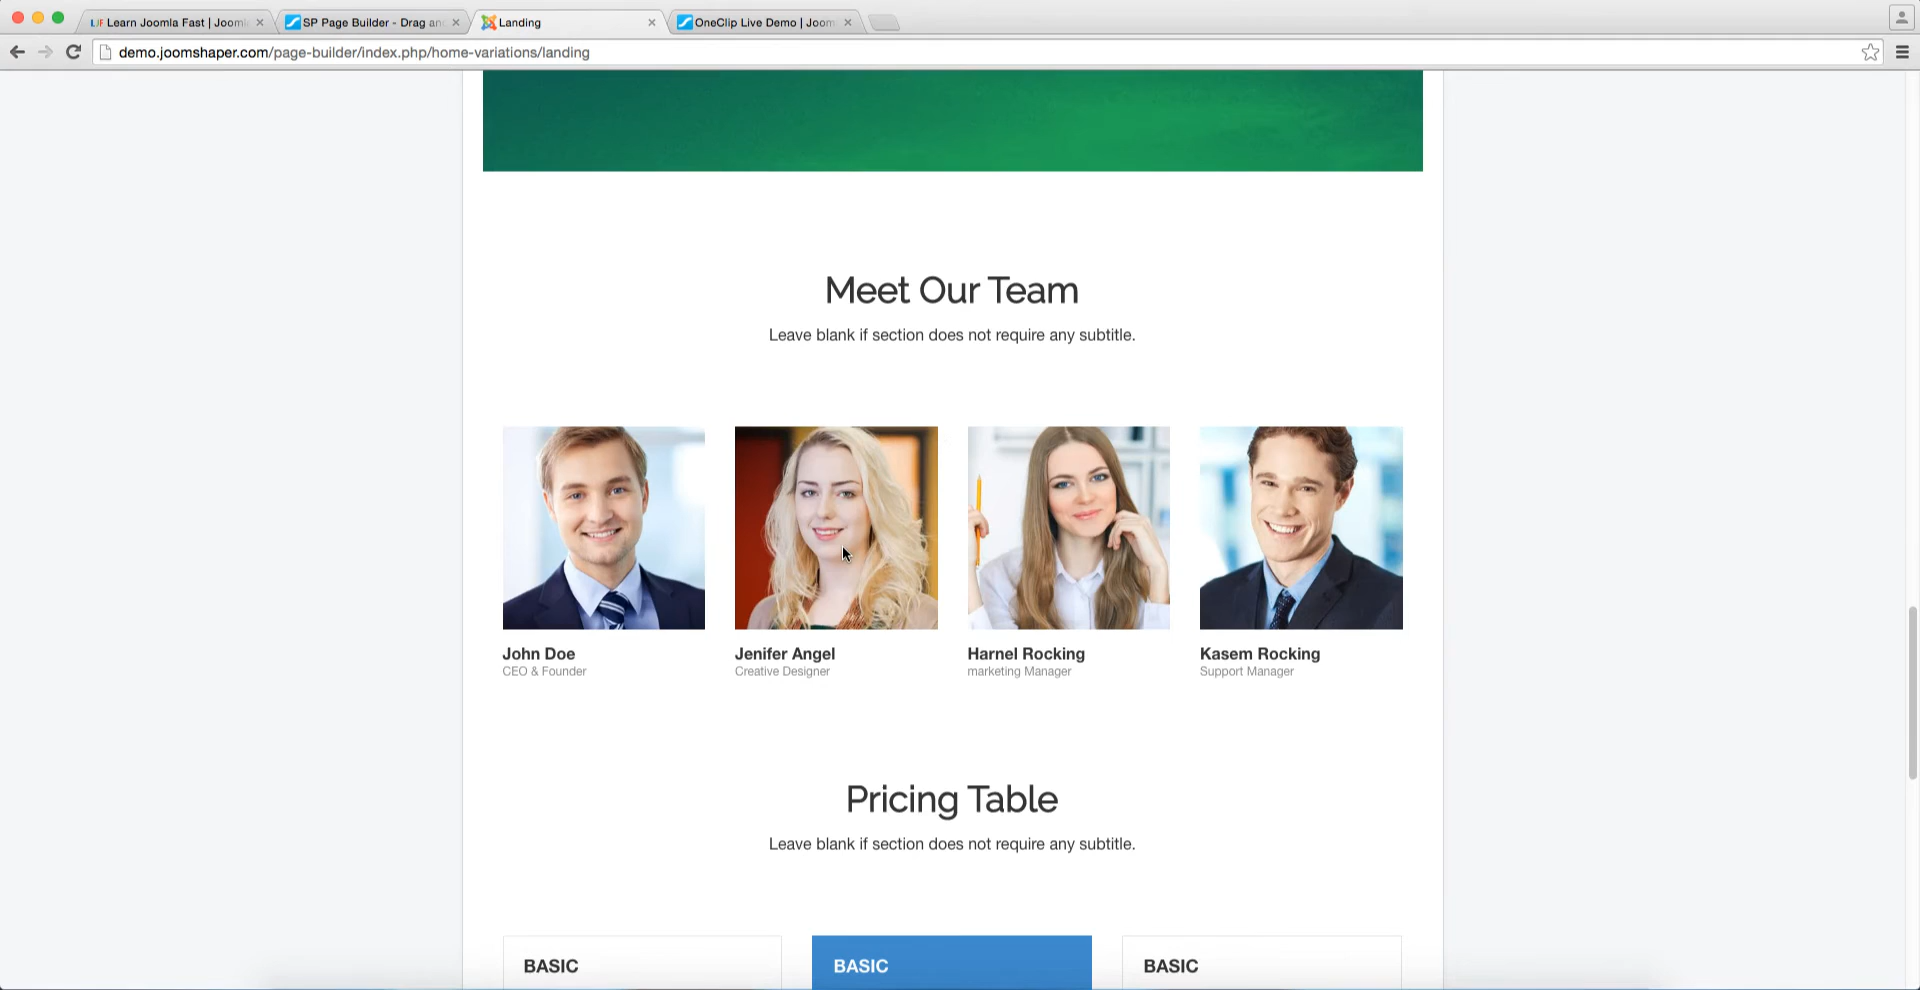 LJF Learn Joomla Fast | Joomla
SP Page Builder - Drag and
Landing
OneClip Live Demo | Joom
demo.joomshaper.com/page-builder/index.php/home-variations/landing
Meet Our Team
Leave blank if section does not require any subtitle.
John Doe
CEO & Founder
Jenifer Angel
Creative Designer
Harnel Rocking
marketing Manager
Kasem Rocking
Support Manager
Pricing Table
Leave blank if section does not require any subtitle.
BASIC
BASIC
BASIC